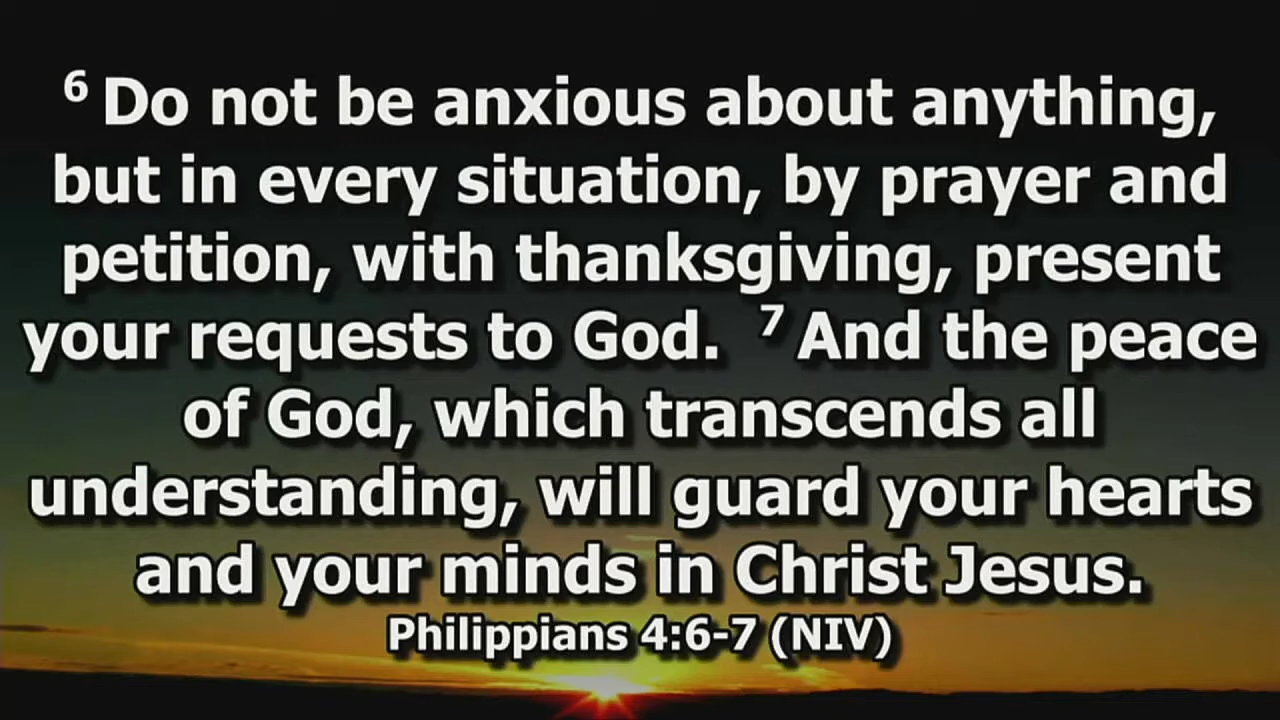 ⁶ Do not be anxious about anything,
but in every situation, by prayer and
petition, with thanksgiving, present
your requests to God. ⁷ And the peace
of God, which transcends all
understanding, will guard your hearts
and your minds in Christ Jesus.
Philippians 4:6-7 (NIV)